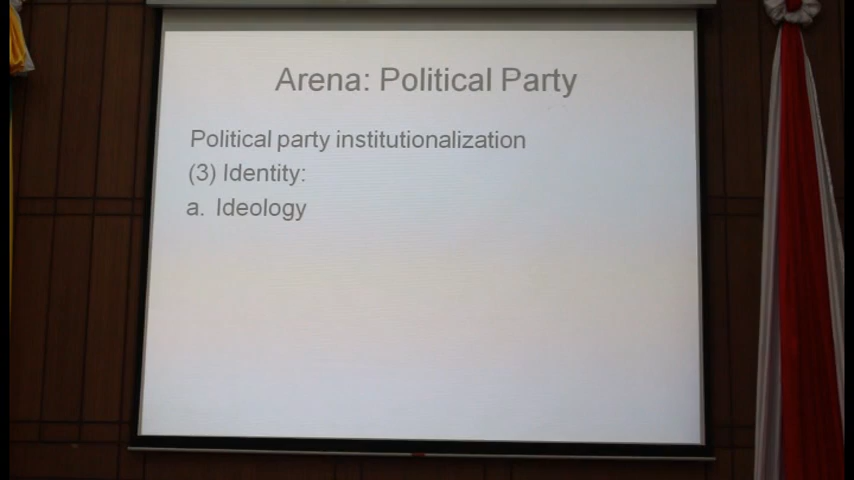 Arena: Political Party
Political party institutionalization
(3) Identity:
a. Ideology